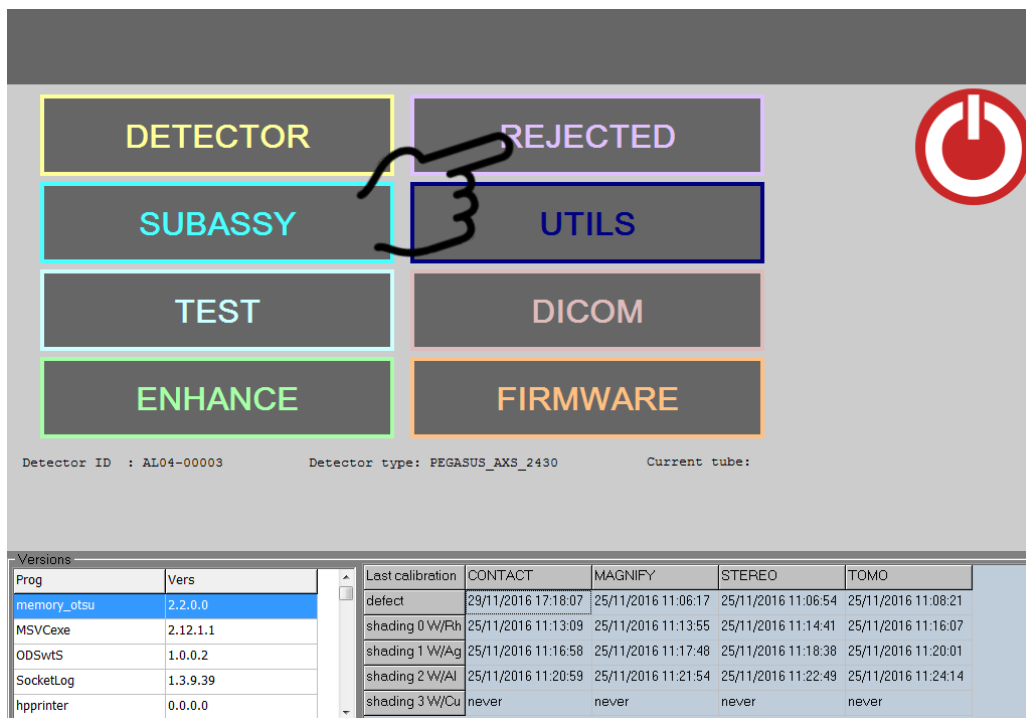 DETECTOR REJECTED
SUBASSY UTILS
TEST DICOM
ENHANCE FIRMWARE
Detector ID : AL04-00003 Detector type: PEGASUS_AXS_2430 Current tube:
Versions
Prog Vers
memory_otsu 2.2.0.0
MSVCexe 2.12.1.1
ODSwtS 1.0.0.2
SocketLog 1.3.9.39
hpprinter 0.0.0.0
Last calibration CONTACT MAGNIFY STEREO TOMO
defect 29/11/2016 17:18:07 25/11/2016 11:06:17 25/11/2016 11:06:54 25/11/2016 11:08:21
shading 0 W/Rh 25/11/2016 11:13:09 25/11/2016 11:13:55 25/11/2016 11:14:41 25/11/2016 11:16:07
shading 1 W/Ag 25/11/2016 11:16:58 25/11/2016 11:17:48 25/11/2016 11:18:38 25/11/2016 11:20:01
shading 2 W/Al 25/11/2016 11:20:59 25/11/2016 11:21:54 25/11/2016 11:22:49 25/11/2016 11:24:14
shading 3 W/Cu never never never never